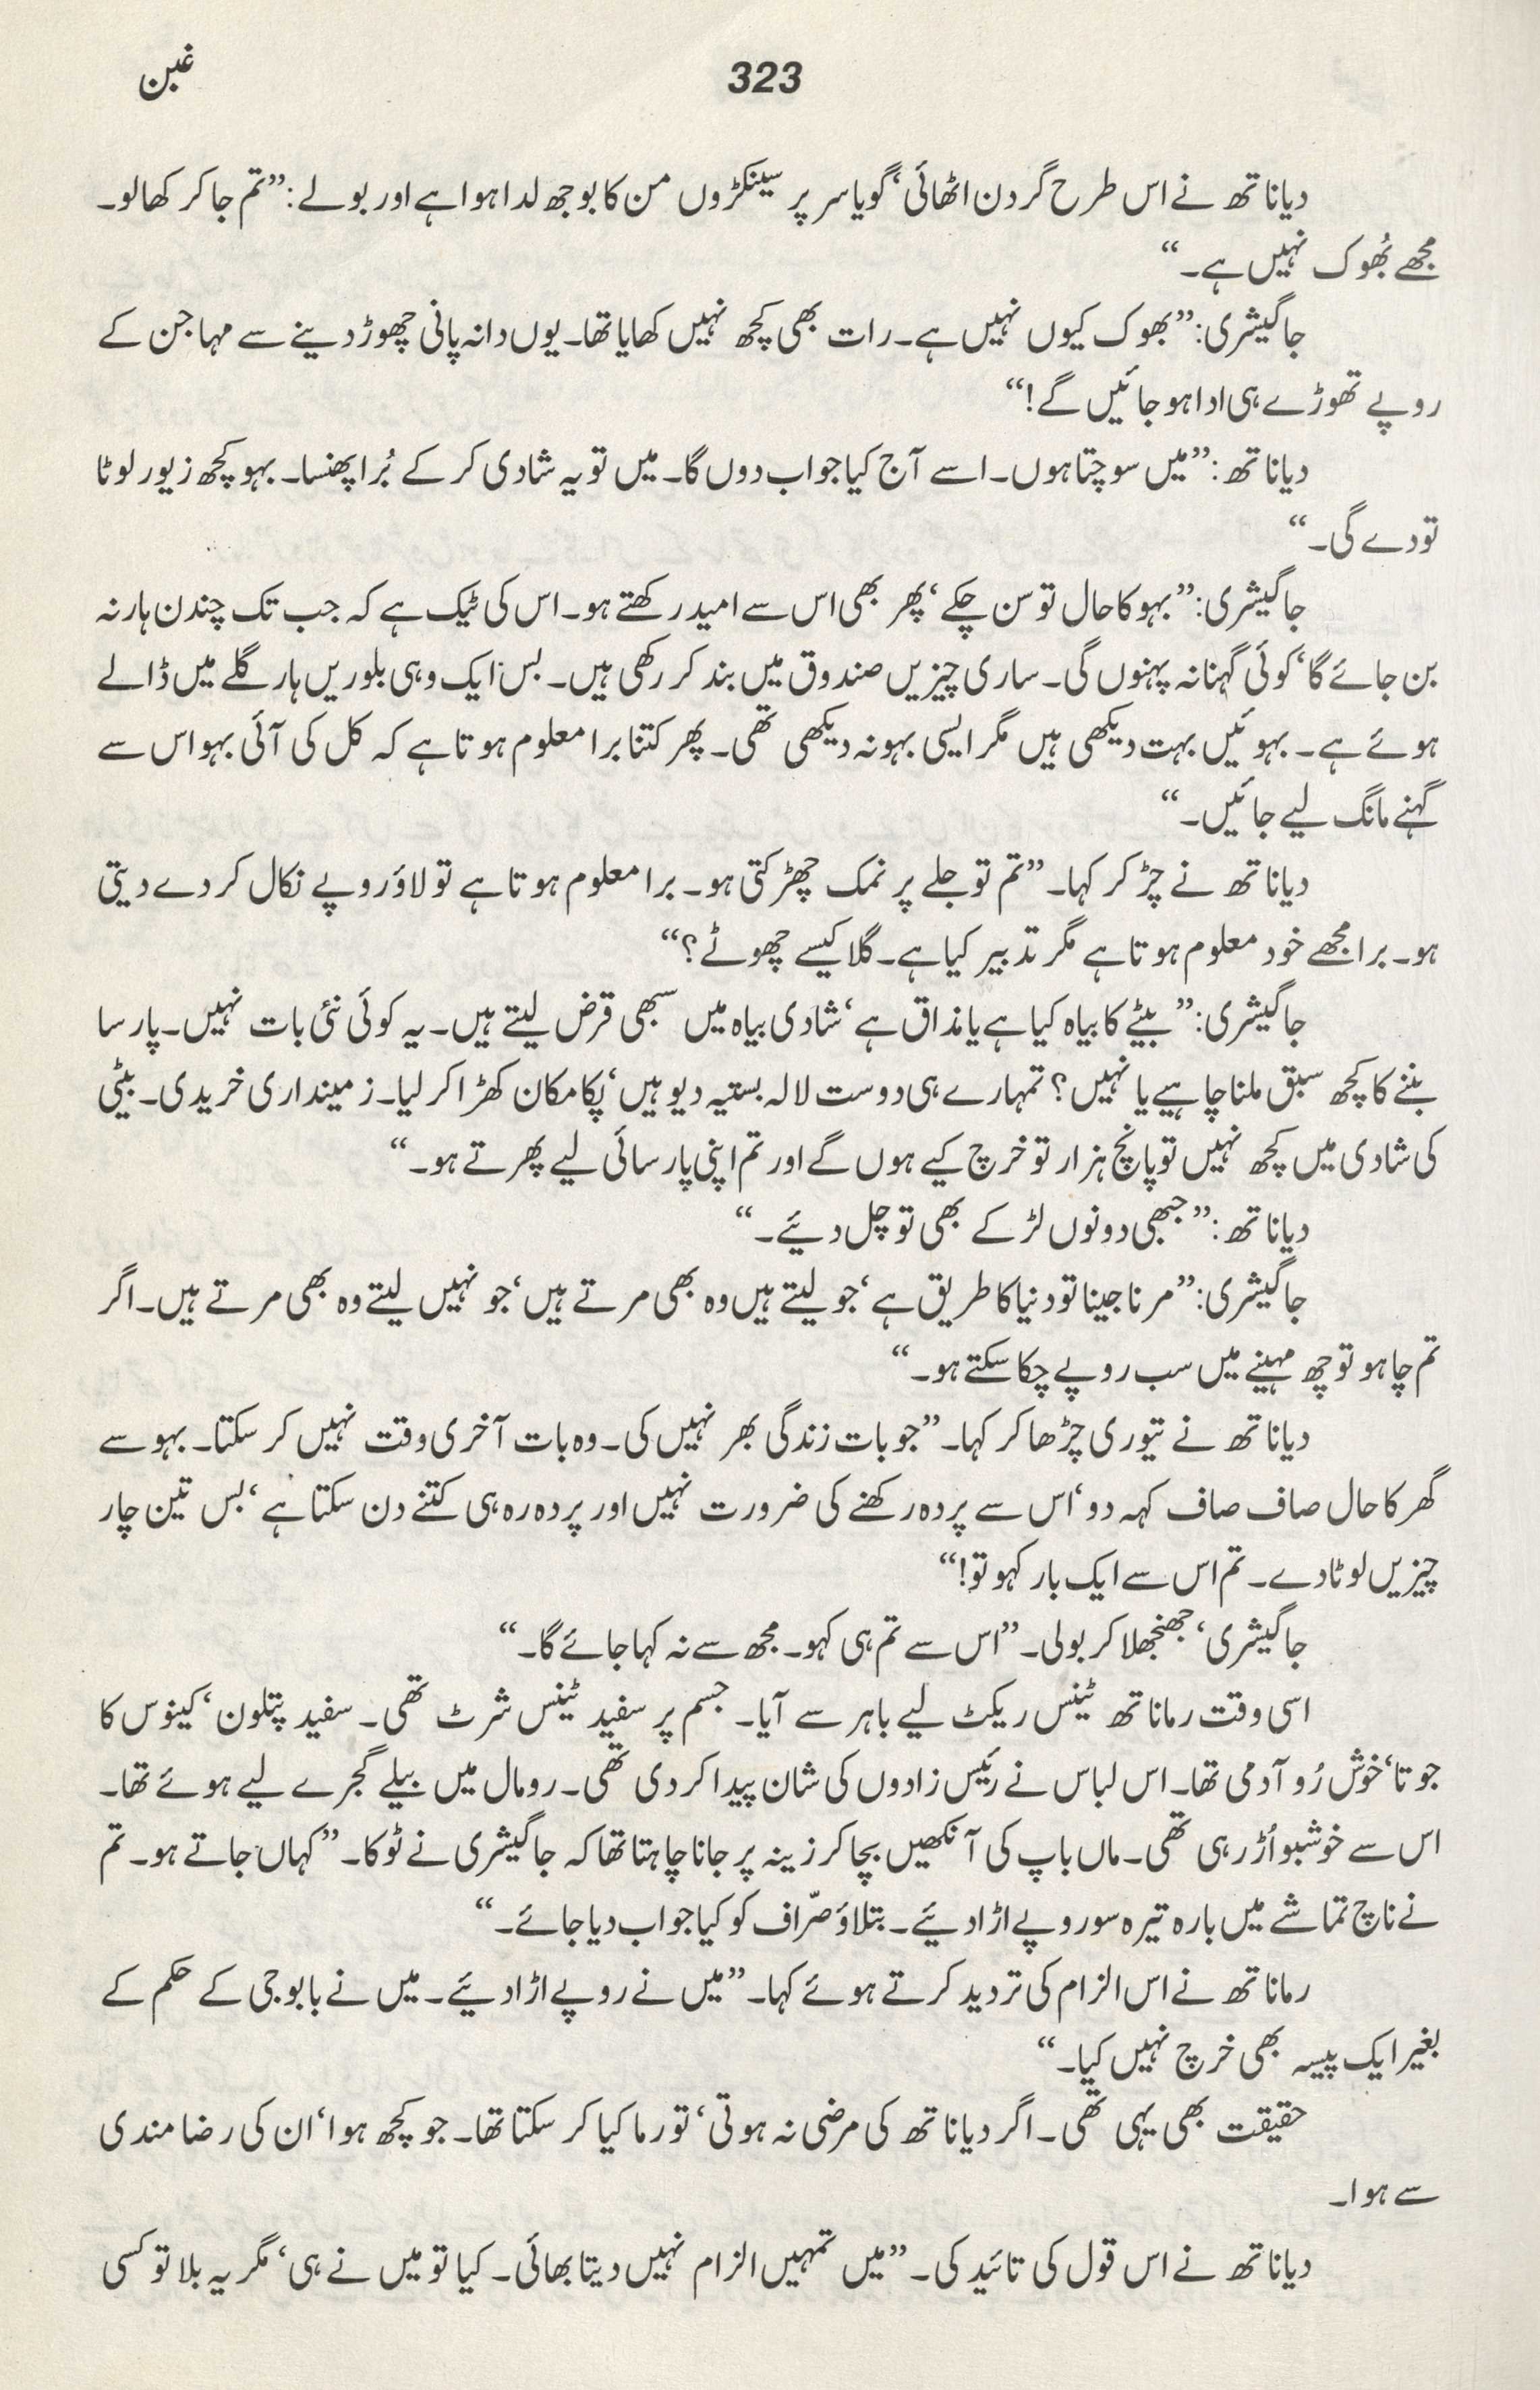 323
غبن
دیاناتھ نے اس طرح گردن اٹھائی‘ گویا سر پر سینکڑوں من کا بوجھ لدا ہوا ہے اور بولے: ”تم جا کر کھالو۔
مجھے بُھوک نہیں ہے۔“
جاگیشری: ”بھوک کیوں نہیں ہے۔ رات بھی کچھ نہیں کھایا تھا۔ یوں دانہ پانی چھوڑ دینے سے مہاجن کے
روپے تھوڑے ہی ادا ہو جائیں گے!“
دیاناتھ: ”میں سوچتا ہوں۔ اسے آج کیا جواب دوں گا۔ میں تو یہ شادی کر کے بُرا پھنسا۔ بہو کچھ زیور لوٹا
تو دے گی۔“
جاگیشری: ”بہو کا حال تو سن چکے‘ پھر بھی اس سے امید رکھتے ہو۔ اس کی ٹیک ہے کہ جب تک چندن ہار نہ
بن جائے گا‘ کوئی گہنا نہ پہنوں گی۔ ساری چیزیں صندوق میں بند کر رکھی ہیں۔ بس ایک وہی بلوریں ہار گلے میں ڈالے
ہوئے ہے۔ بہوئیں بہت دیکھی ہیں مگر ایسی بہو نہ دیکھی تھی۔ پھر کتنا برا معلوم ہوتا ہے کہ کل کی آئی بہو اس سے
گہنے مانگ لیے جائیں۔“
دیاناتھ نے چڑ کر کہا۔ ”تم تو جلے پر نمک چھڑکتی ہو۔ برا معلوم ہوتا ہے تو لاؤ روپے نکال کر دے دیتی
ہو۔ برا مجھے خود معلوم ہوتا ہے مگر تدبیر کیا ہے۔ گلا کیسے چھوٹے؟“
جاگیشری: ”بیٹے کا بیاہ کیا ہے یا مذاق ہے‘ شادی بیاہ میں سبھی قرض لیتے ہیں۔ یہ کوئی نئی بات نہیں۔ پارسا
بننے کا کچھ سبق ملنا چاہیے یا نہیں؟ تمہارے ہی دوست لالہ بستیہ دیو ہیں‘ پکا مکان کھڑا کر لیا۔ زمینداری خریدی۔ بیٹی
کی شادی میں کچھ نہیں تو پانچ ہزار تو خرچ کیے ہوں گے اور تم اپنی پارسائی لیے پھرتے ہو۔“
دیاناتھ: ”جبھی دونوں لڑکے بھی تو چل دیئے۔“
جاگیشری: ”مرنا جینا تو دنیا کا طریق ہے‘ جو لیتے ہیں وہ بھی مرتے ہیں‘ جو نہیں لیتے وہ بھی مرتے ہیں۔ اگر
تم چاہو تو چھ مہینے میں سب روپے چکا سکتے ہو۔“
دیاناتھ نے تیوری چڑھا کر کہا۔ ”جو بات زندگی بھر نہیں کی۔ وہ بات آخری وقت نہیں کر سکتا۔ بہو سے
گھر کا حال صاف صاف کہہ دو‘ اس سے پردہ رکھنے کی ضرورت نہیں اور پردہ رہ ہی کتنے دن سکتا ہے‘ بس تین چار
چیزیں لوٹا دے۔ تم اس سے ایک بار کہو تو!“
جاگیشری‘ جھنجھلا کر بولی۔ ”اس سے تم ہی کہو۔ مجھ سے نہ کہا جائے گا۔“
اسی وقت رماناتھ ٹینس ریکٹ لیے باہر سے آیا۔ جسم پر سفید ٹینس شرٹ تھی۔ سفید پتلون‘ کینوس کا
جوتا‘ خوش رُو آدمی تھا۔ اس لباس نے رئیس زادوں کی شان پیدا کر دی تھی۔ رومال میں بیلے گجرے لیے ہوئے تھا۔
اس سے خوشبو اُڑ رہی تھی۔ ماں باپ کی آنکھیں بچا کر زینہ پر جانا چاہتا تھا کہ جاگیشری نے ٹوکا۔ ”کہاں جاتے ہو۔ تم
نے ناچ تماشے میں بارہ تیرہ سو روپے اڑا دیئے۔ بتلاؤ صرّاف کو کیا جواب دیا جائے۔“
رماناتھ نے اس الزام کی تردید کرتے ہوئے کہا۔ ”میں نے روپے اڑا دیئے۔ میں نے بابو جی کے حکم کے
بغیر ایک پیسہ بھی خرچ نہیں کیا۔“
حقیقت بھی یہی تھی۔ اگر دیاناتھ کی مرضی نہ ہوتی‘ تو رما کیا کر سکتا تھا۔ جو کچھ ہوا‘ ان کی رضا مندی
سے ہوا۔
دیاناتھ نے اس قول کی تائید کی۔ ”میں تمہیں الزام نہیں دیتا بھائی۔ کیا تو میں نے ہی‘ مگر یہ بلا تو کسی